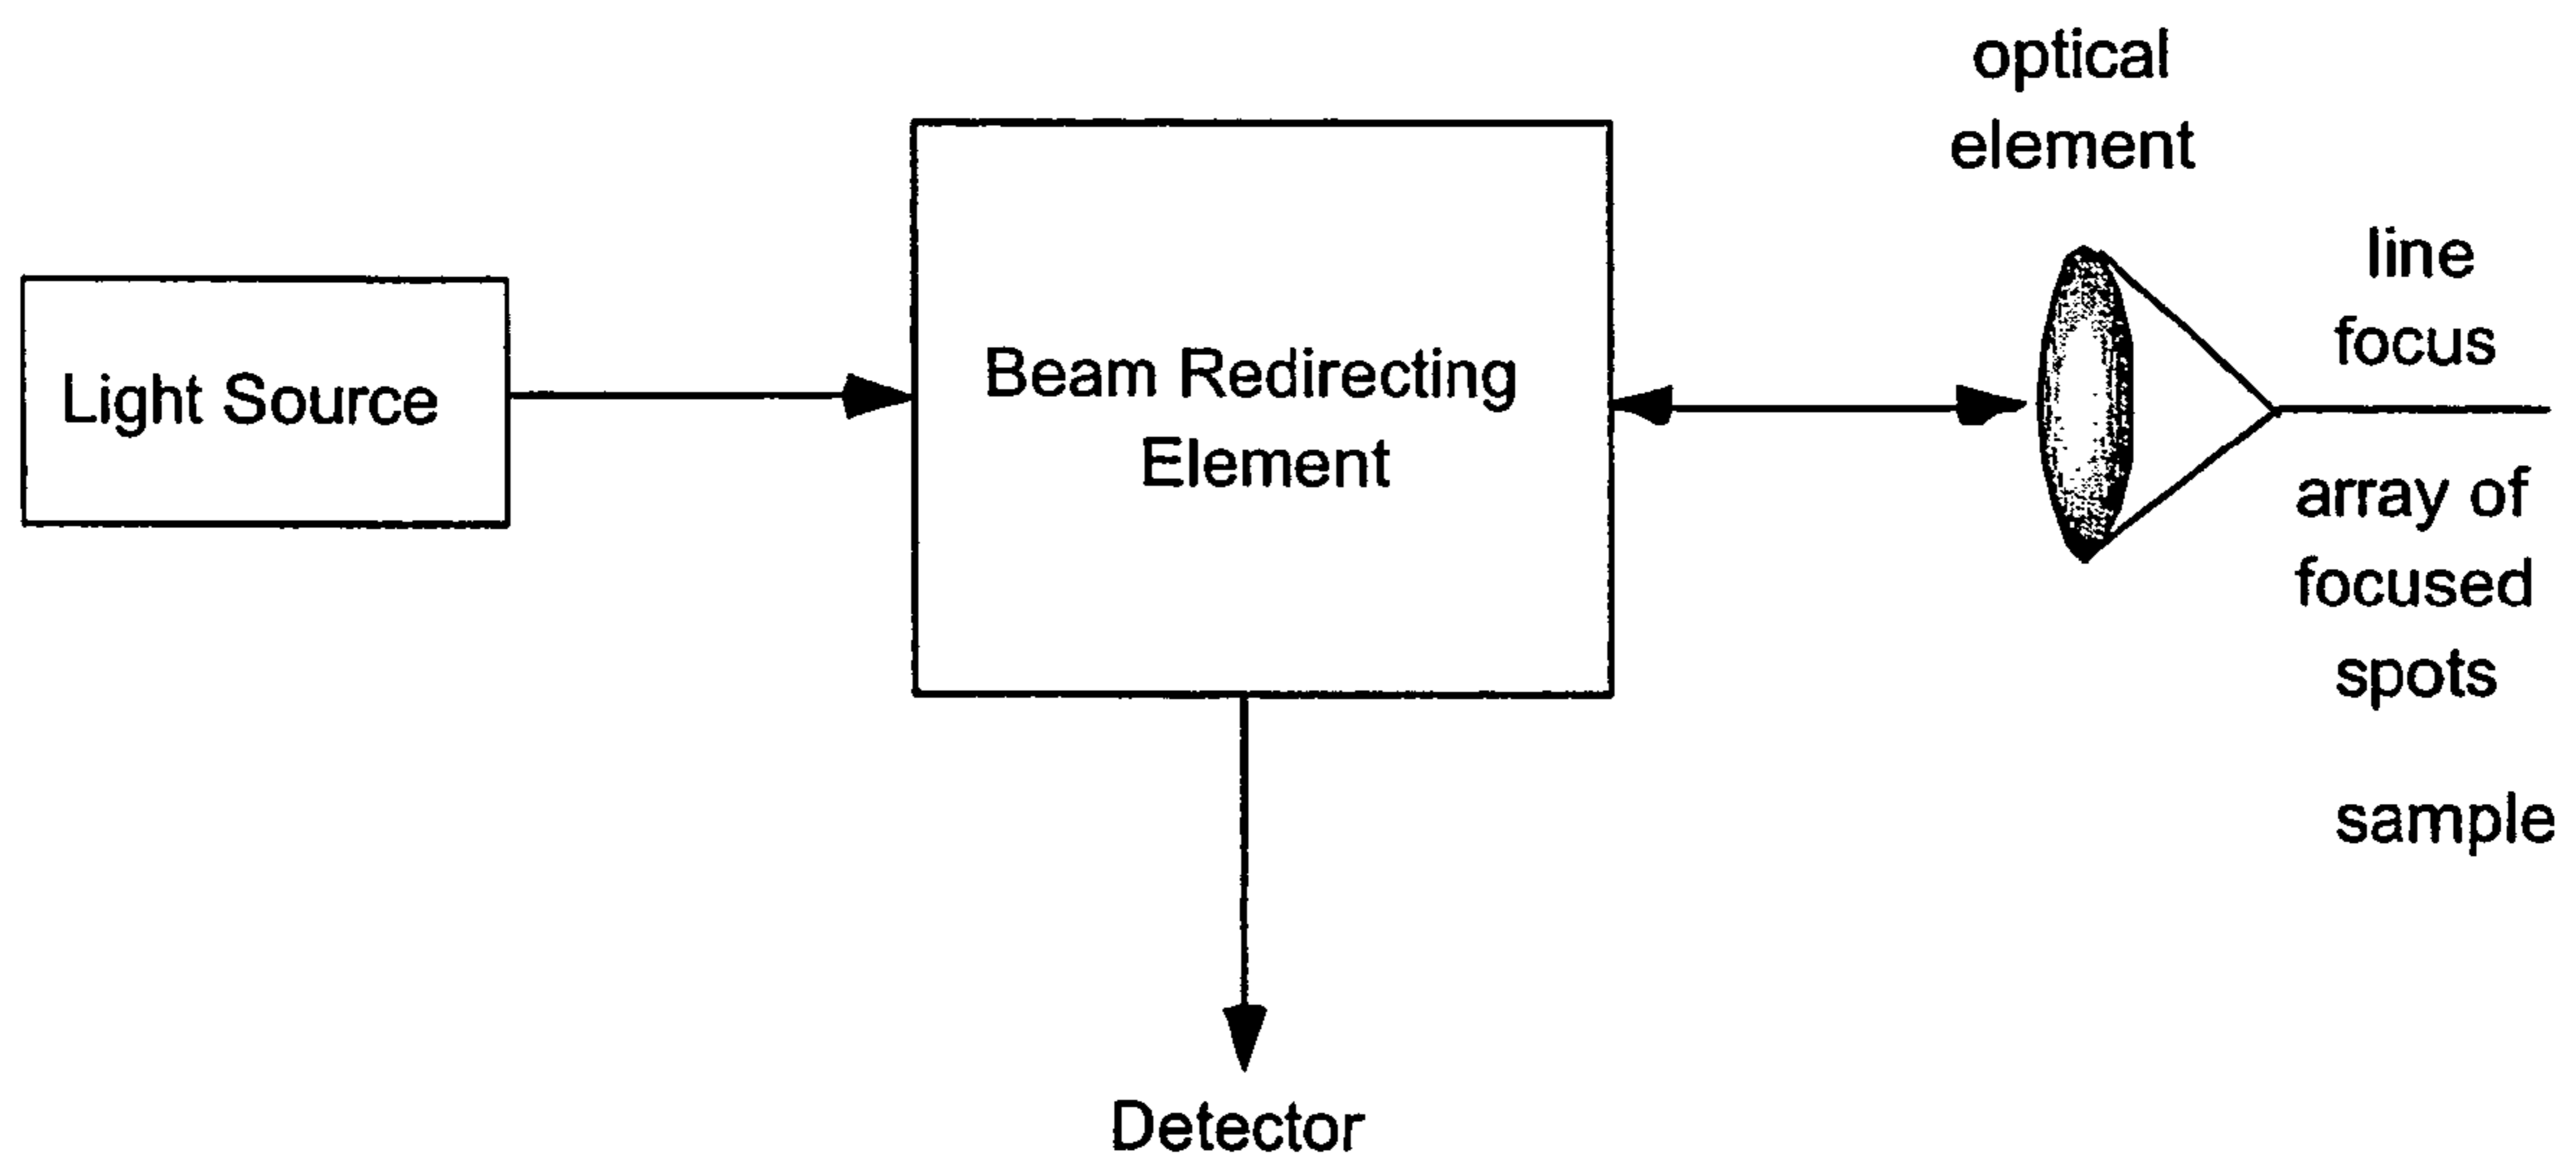 optical
element
line
focus
Light Source
Beam Redirecting
Element
array of
focused
spots
sample
Detector